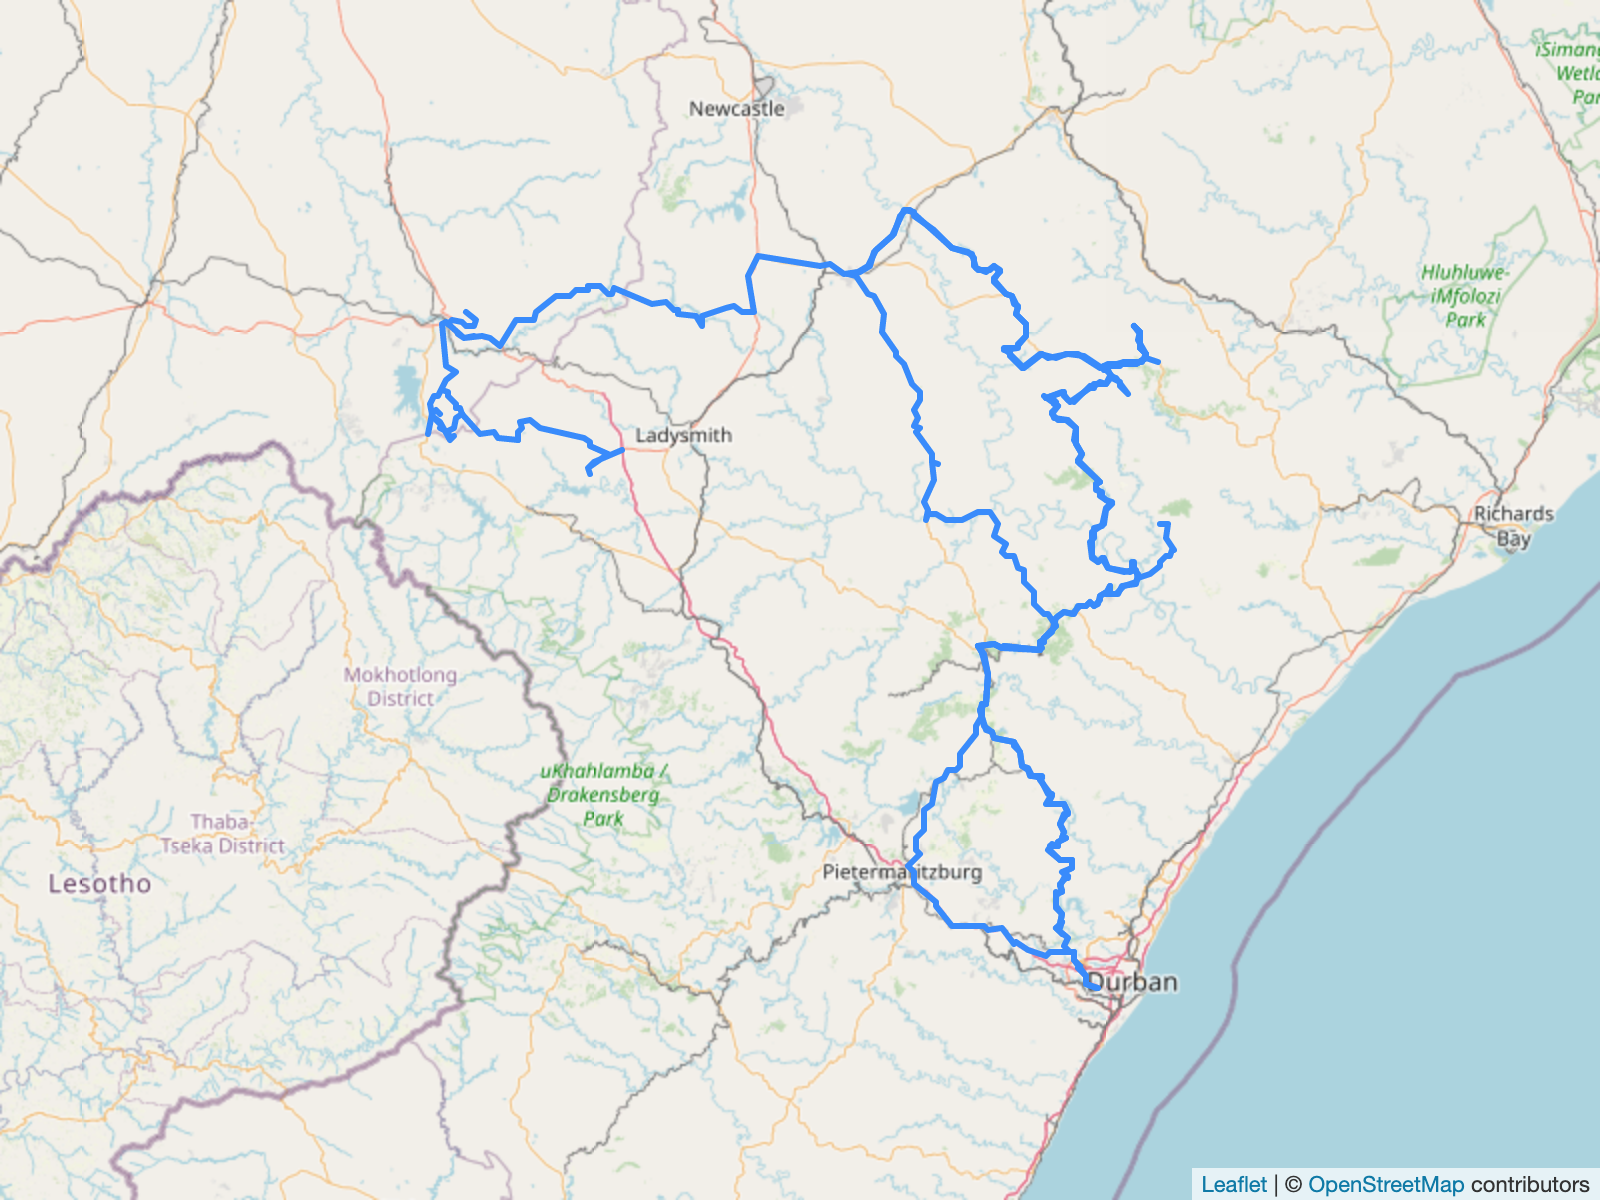 iSimang
Wetla
Par
Newcastle
Hluhluwe-
iMfolozi
Park
Ladysmith
Richards
Bay
Mokhotlong
District
uKhahlamba /
Drakensberg
Park
Thaba-
Tseka District
Lesotho
Pietermaritzburg
Durban
Leaflet | © OpenStreetMap contributors